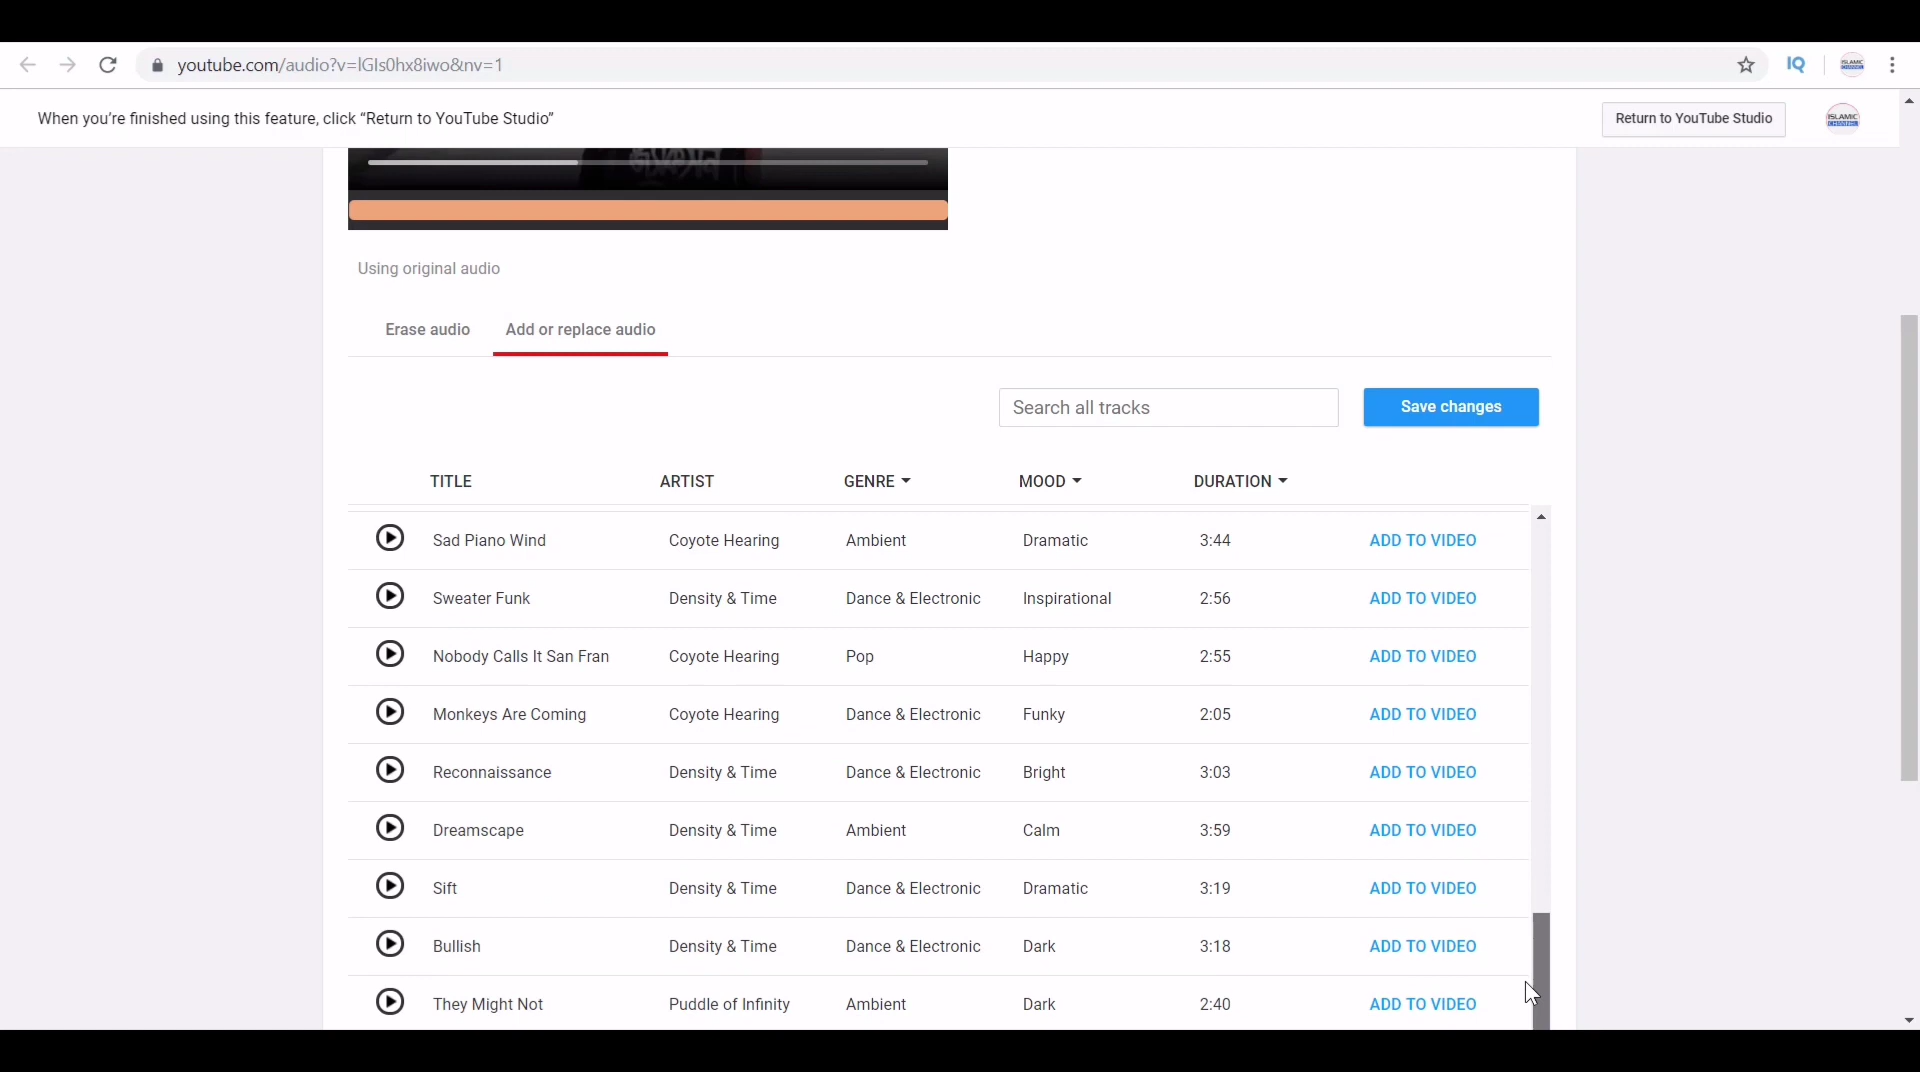 youtube.com/audio?v=lGIs0hx8iwo&nv=1
IQ
ISLAMIC CHANNEL
When you’re finished using this feature, click “Return to YouTube Studio”
Return to YouTube Studio
ISLAMIC CHANNEL
Using original audio
Erase audio Add or replace audio
Search all tracks Save changes
TITLE ARTIST GENRE MOOD DURATION
Sad Piano Wind Coyote Hearing Ambient Dramatic 3:44 ADD TO VIDEO
Sweater Funk Density & Time Dance & Electronic Inspirational 2:56 ADD TO VIDEO
Nobody Calls It San Fran Coyote Hearing Pop Happy 2:55 ADD TO VIDEO
Monkeys Are Coming Coyote Hearing Dance & Electronic Funky 2:05 ADD TO VIDEO
Reconnaissance Density & Time Dance & Electronic Bright 3:03 ADD TO VIDEO
Dreamscape Density & Time Ambient Calm 3:59 ADD TO VIDEO
Sift Density & Time Dance & Electronic Dramatic 3:19 ADD TO VIDEO
Bullish Density & Time Dance & Electronic Dark 3:18 ADD TO VIDEO
They Might Not Puddle of Infinity Ambient Dark 2:40 ADD TO VIDEO